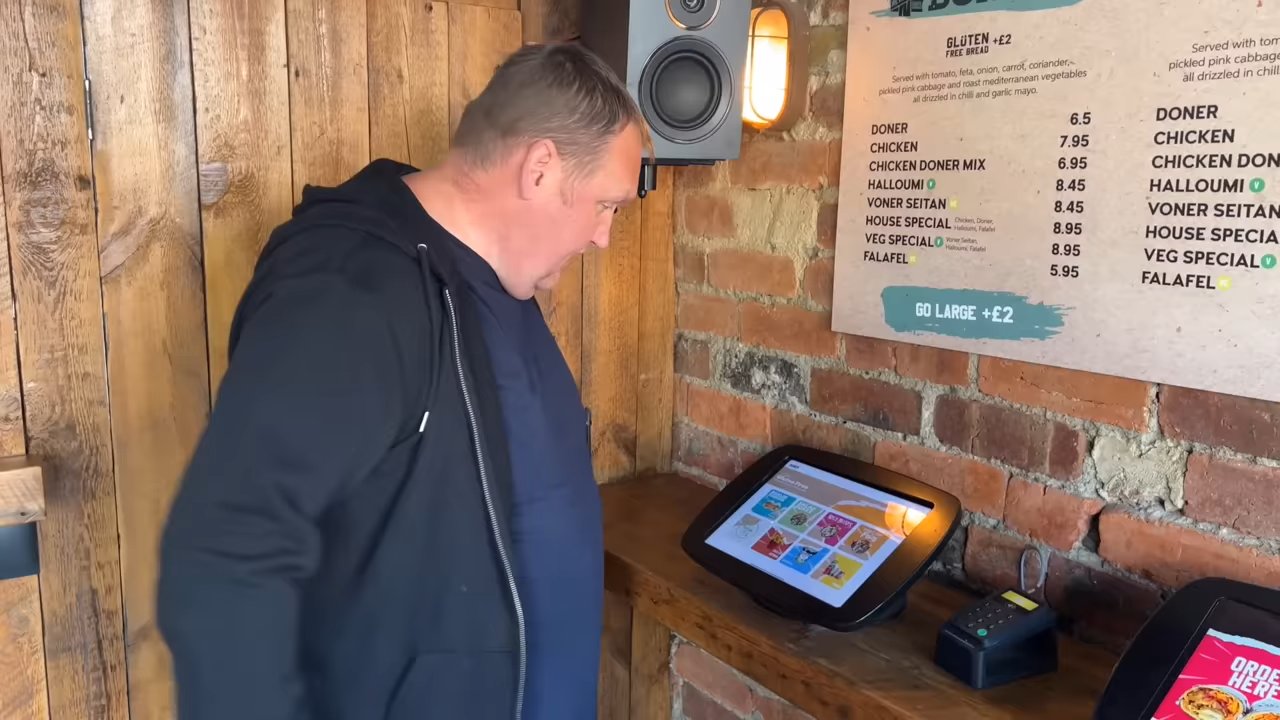 GLÜTEN +£2
FREE BREAD
Served with tomato, feta, onion, carrot, coriander,
pickled pink cabbage and roast mediterranean vegetables
all drizzled in chilli and garlic mayo.
DONER 6.5
CHICKEN 7.95
CHICKEN DONER MIX 6.95
HALLOUMI V 8.45
VONER SEITAN 8.45
HOUSE SPECIAL Chicken, Doner, Halloumi, Falafel 8.95
VEG SPECIAL V Voner Seitan, Halloumi, Falafel 8.95
FALAFEL 5.95
GO LARGE +£2
Served with tom
pickled pink cabbage
all drizzled in chilli
DONER
CHICKEN
CHICKEN DON
HALLOUMI V
VONER SEITAN
HOUSE SPECIA
VEG SPECIAL V
FALAFEL
ORDE
HERE